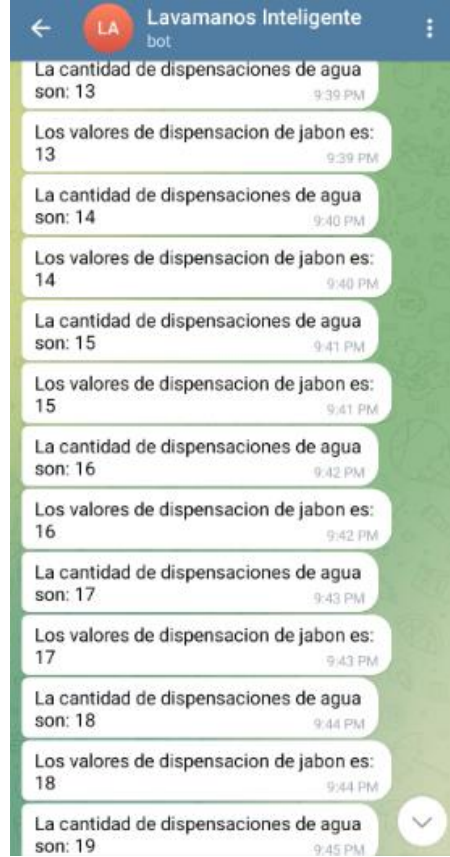 LA
Lavamanos Inteligente
bot
La cantidad de dispensaciones de agua
son: 13
9:39 PM
Los valores de dispensacion de jabon es:
13
9:39 PM
La cantidad de dispensaciones de agua
son: 14
9:40 PM
Los valores de dispensacion de jabon es:
14
9:40 PM
La cantidad de dispensaciones de agua
son: 15
9:41 PM
Los valores de dispensacion de jabon es:
15
9:41 PM
La cantidad de dispensaciones de agua
son: 16
9:42 PM
Los valores de dispensacion de jabon es:
16
9:42 PM
La cantidad de dispensaciones de agua
son: 17
9:43 PM
Los valores de dispensacion de jabon es:
17
9:43 PM
La cantidad de dispensaciones de agua
son: 18
9:44 PM
Los valores de dispensacion de jabon es:
18
9:44 PM
La cantidad de dispensaciones de agua
son: 19
9:45 PM